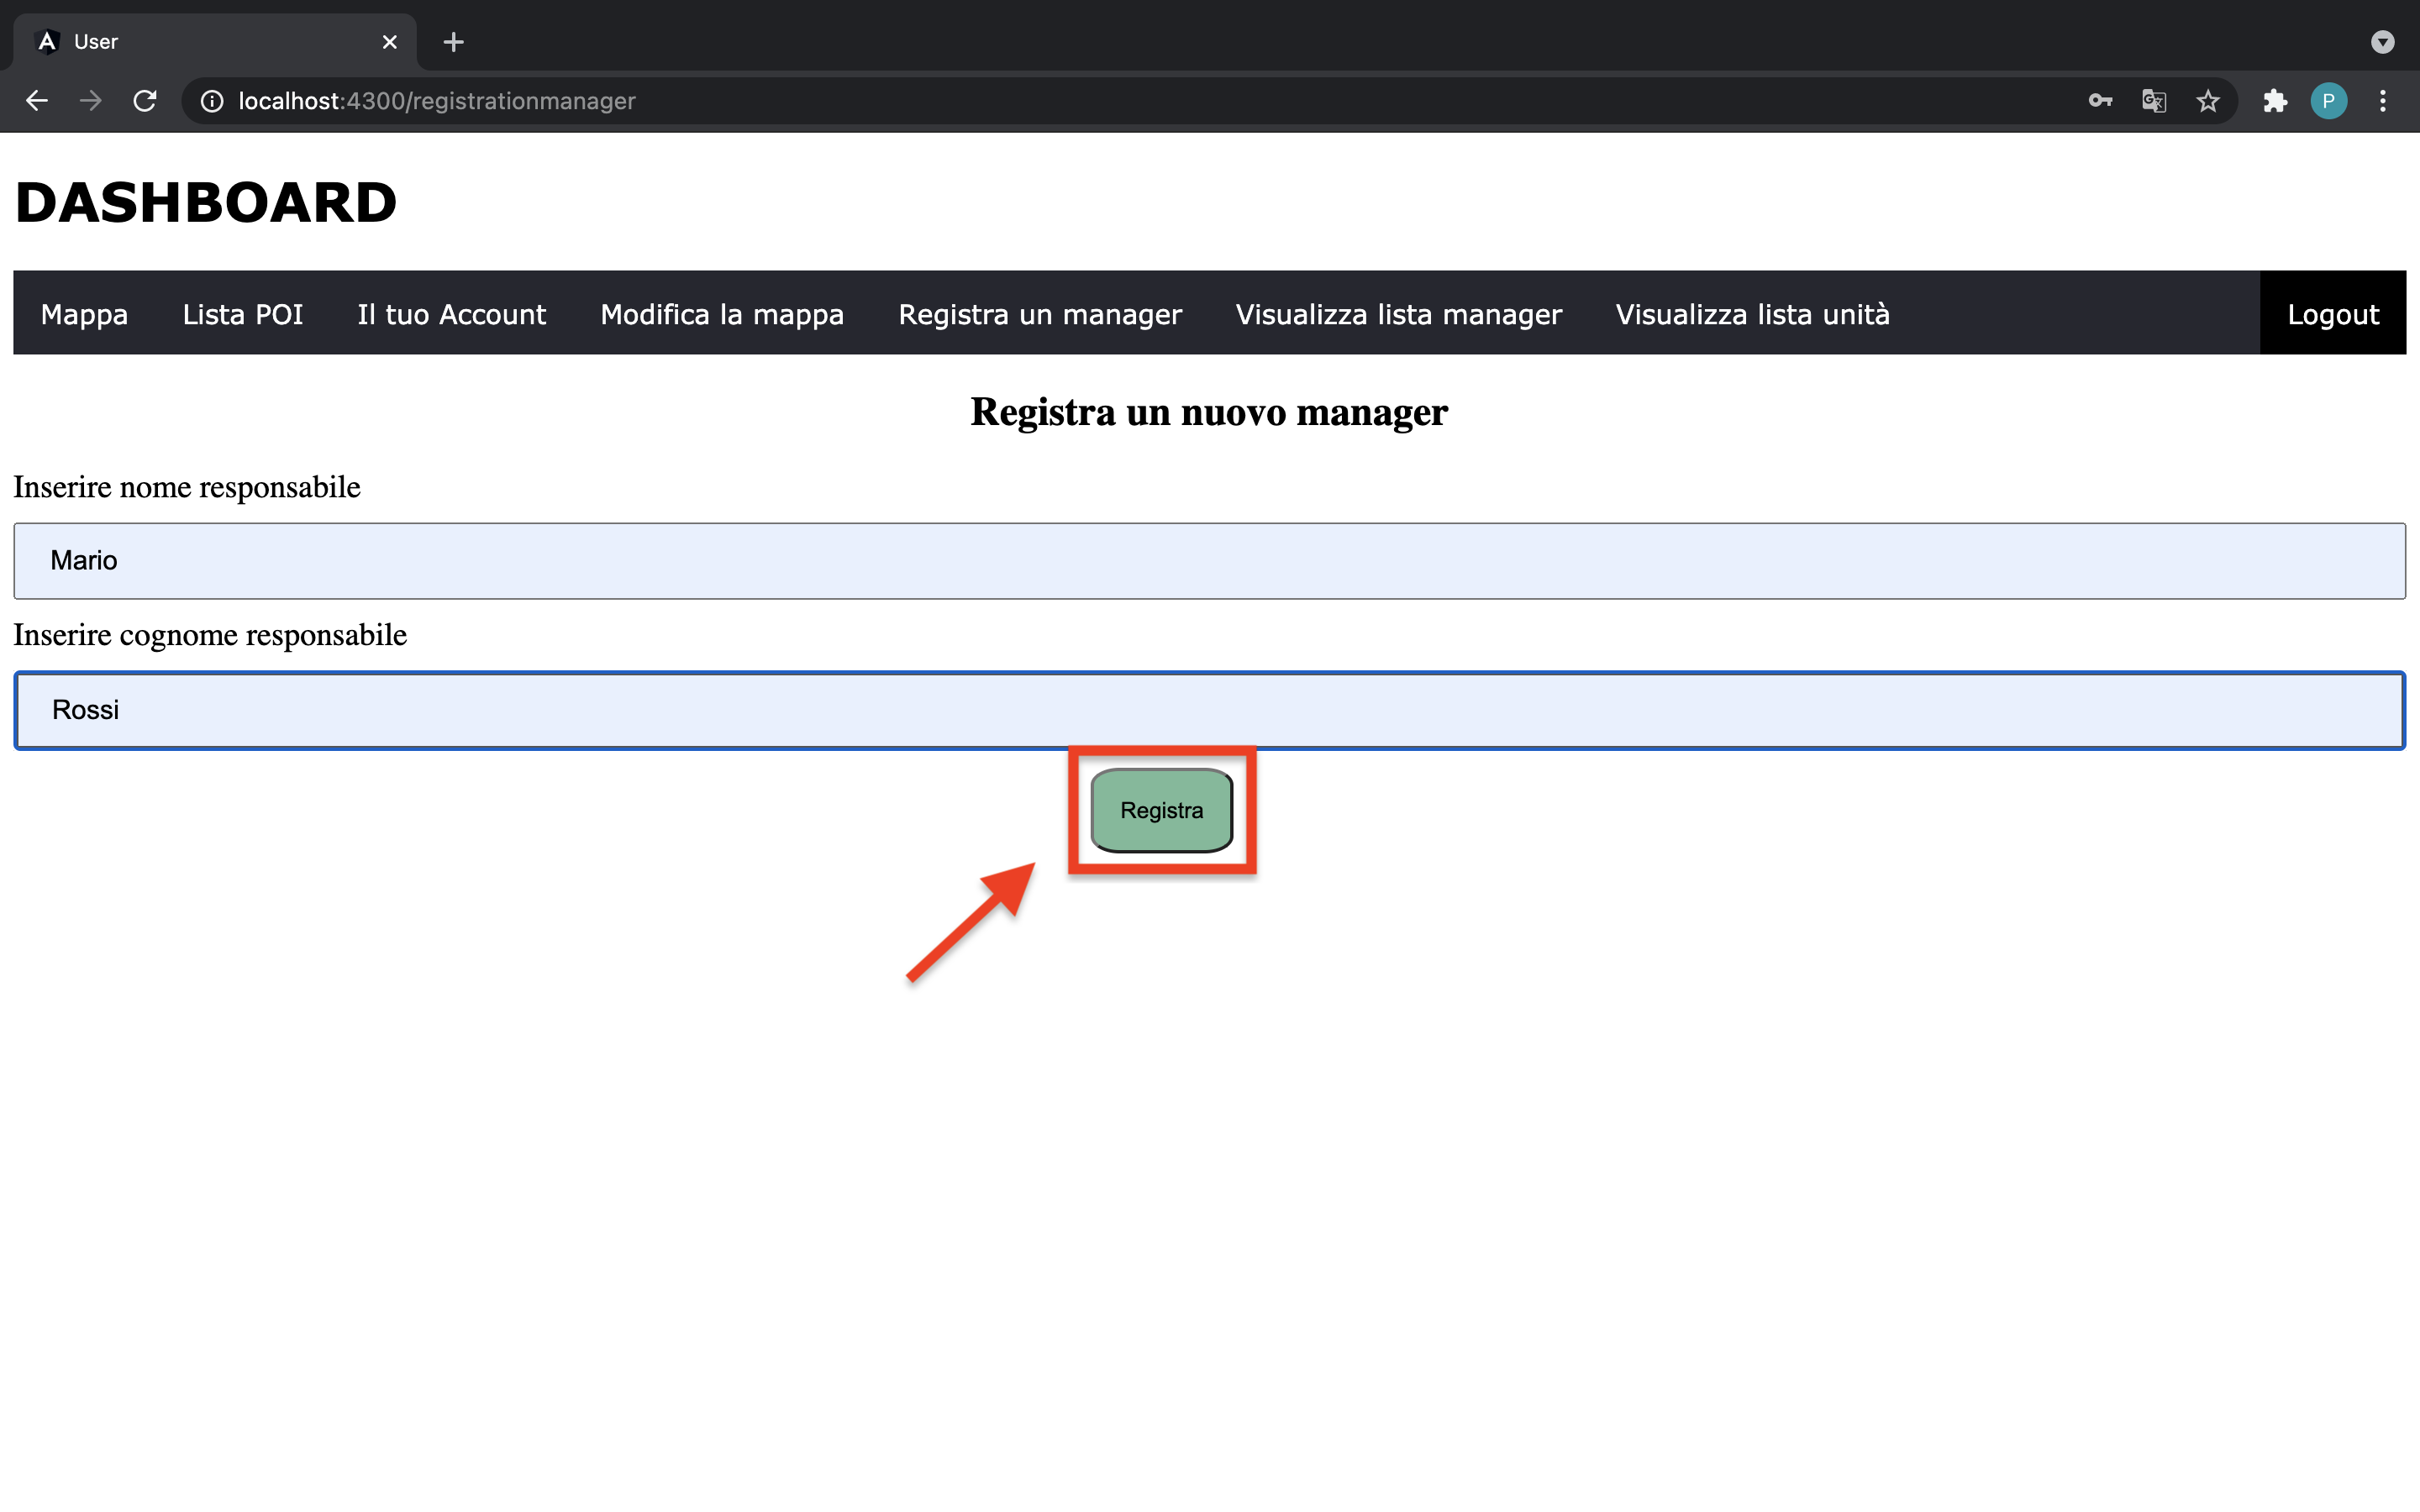 User
localhost:4300/registrationmanager
P
DASHBOARD
Mappa Lista POI Il tuo Account Modifica la mappa Registra un manager Visualizza lista manager Visualizza lista unità Logout
Registra un nuovo manager
Inserire nome responsabile
Mario
Inserire cognome responsabile
Rossi
Registra